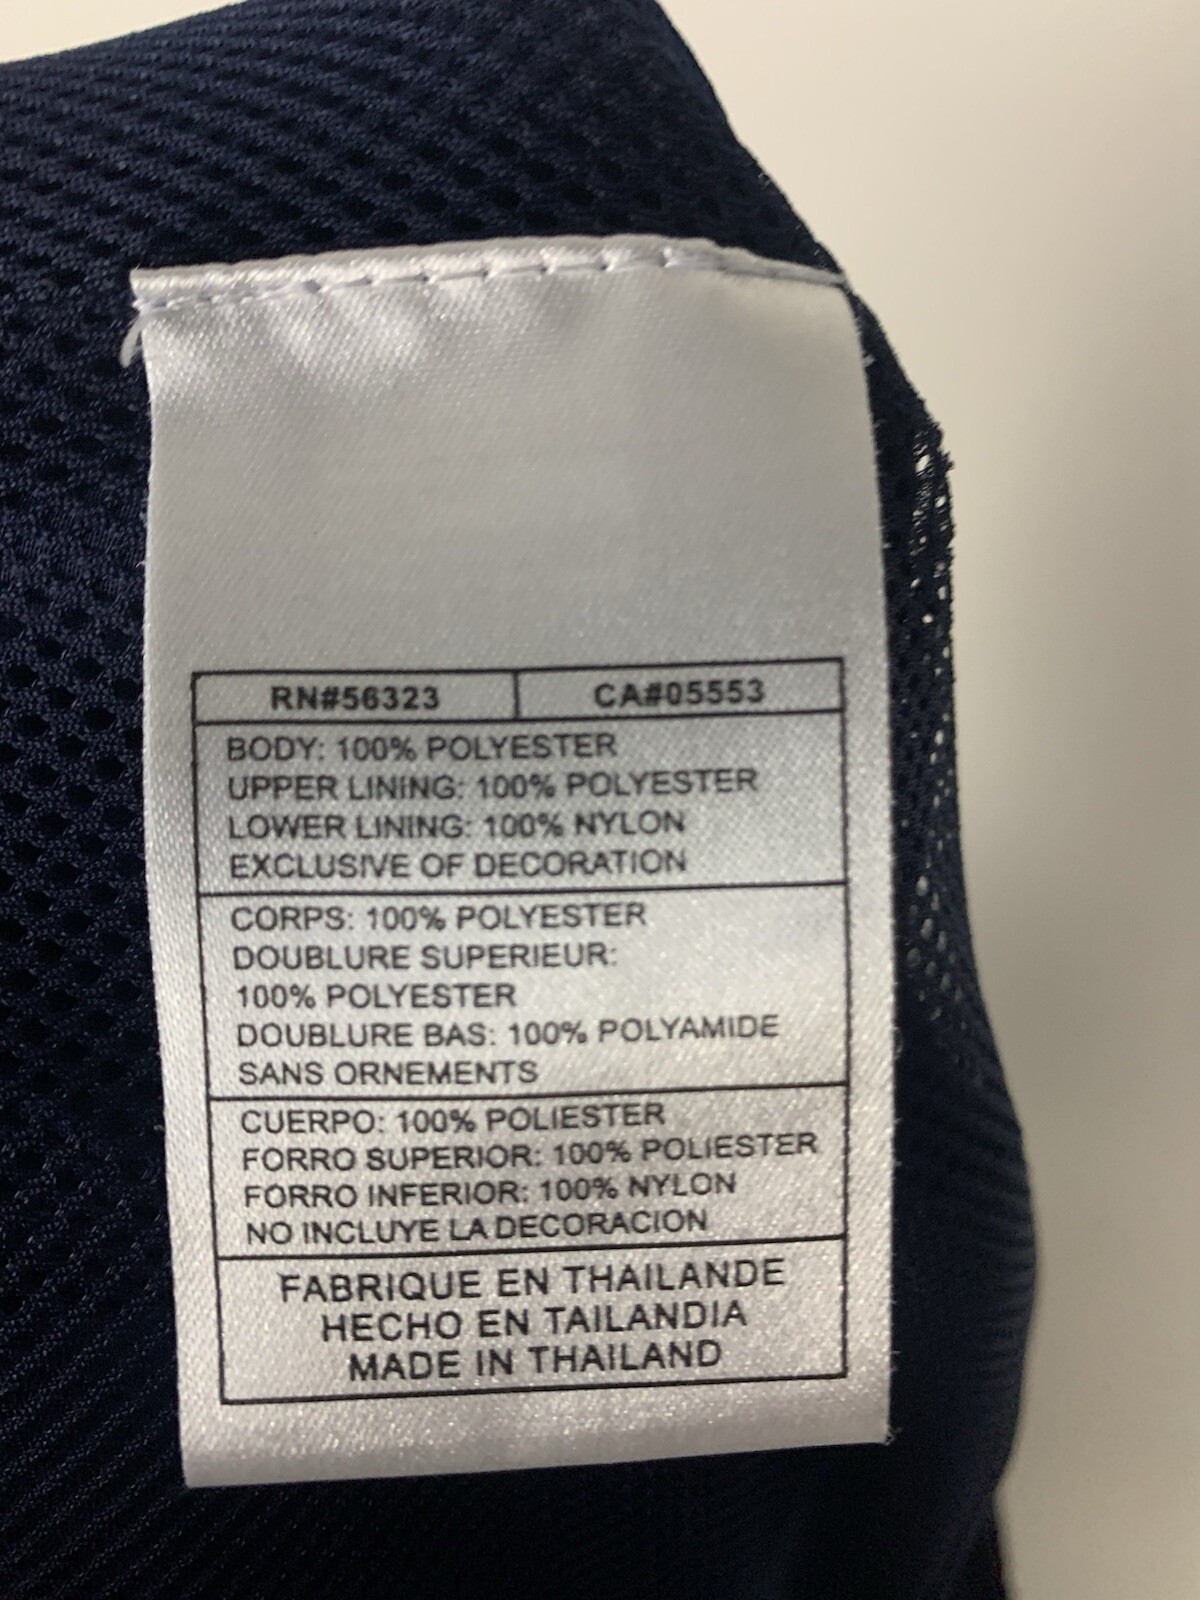 RN#56323 CA#05553
BODY: 100% POLYESTER
UPPER LINING: 100% POLYESTER
LOWER LINING: 100% NYLON
EXCLUSIVE OF DECORATION
CORPS: 100% POLYESTER
DOUBLURE SUPERIEUR:
100% POLYESTER
DOUBLURE BAS: 100% POLYAMIDE
SANS ORNEMENTS
CUERPO: 100% POLIESTER
FORRO SUPERIOR: 100% POLIESTER
FORRO INFERIOR: 100% NYLON
NO INCLUYE LA DECORACION
FABRIQUE EN THAILANDE
HECHO EN TAILANDIA
MADE IN THAILAND